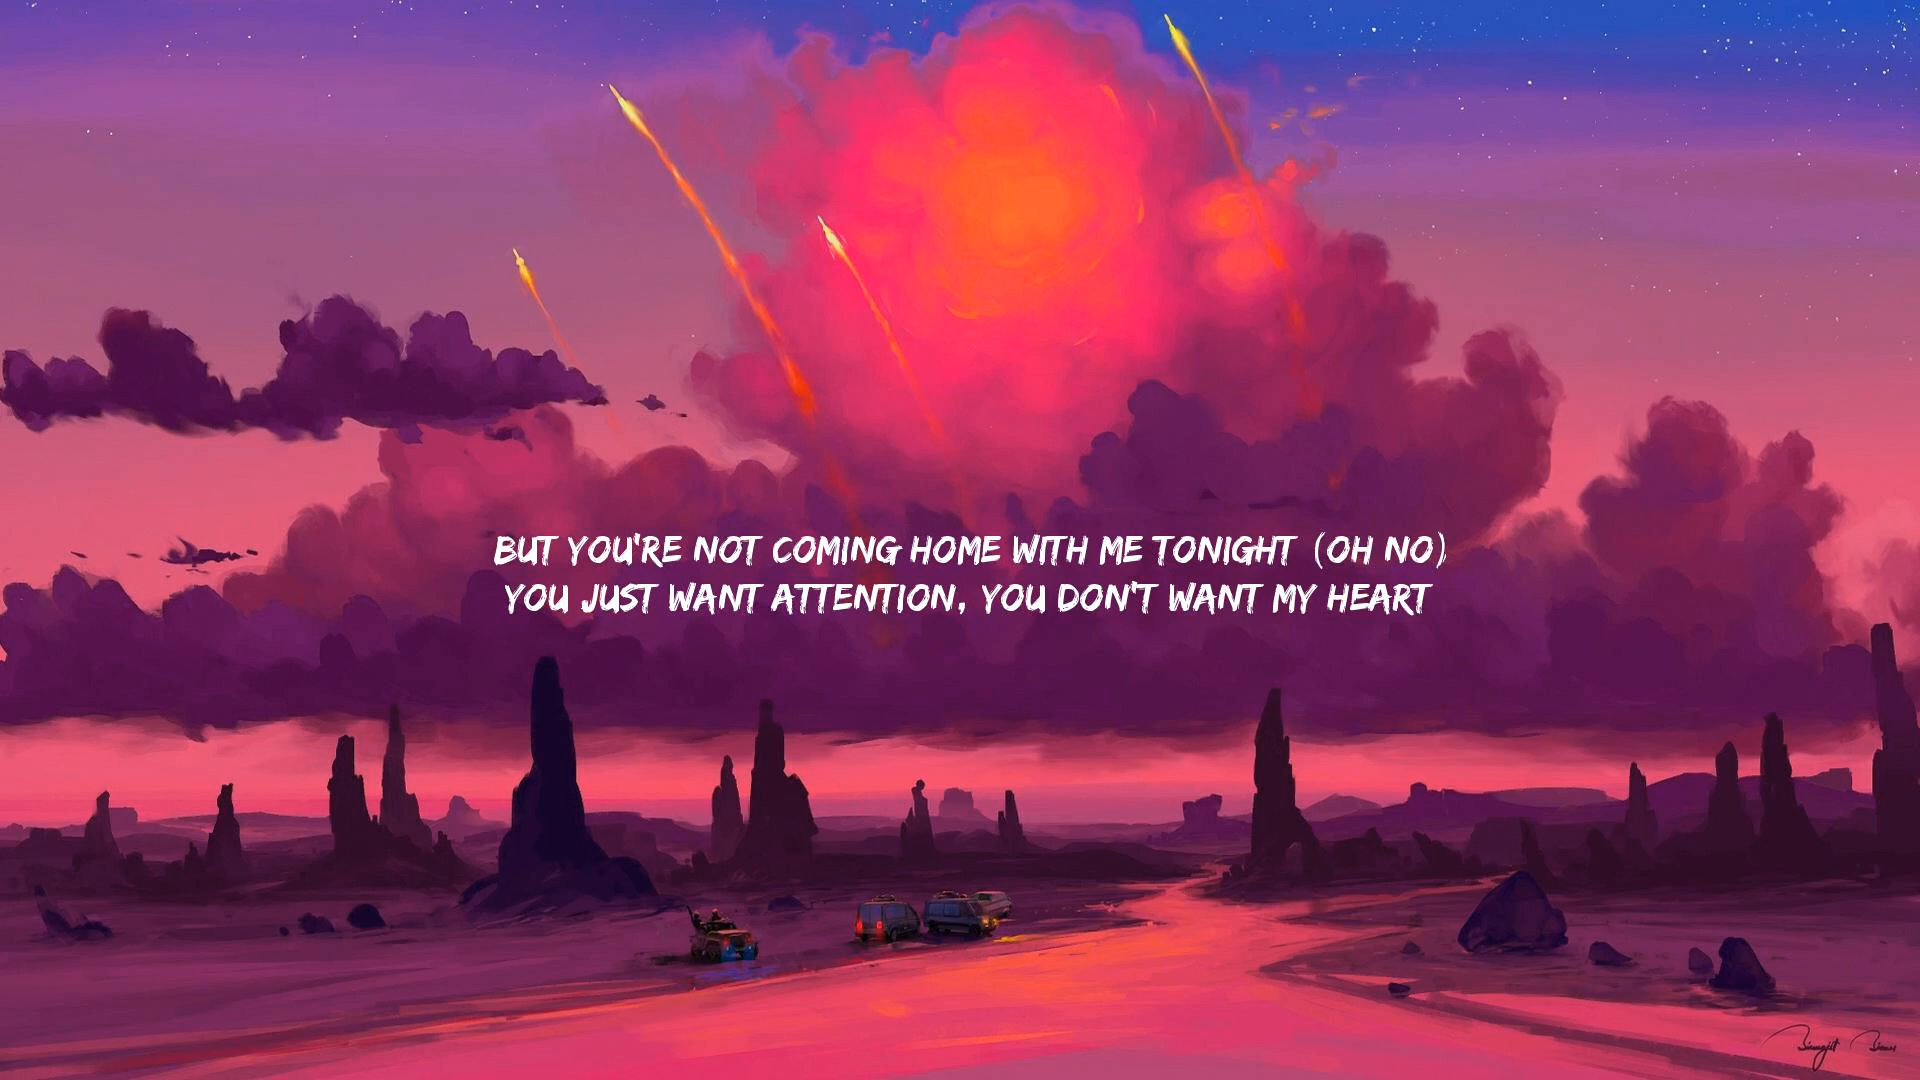 BUT YOU'RE NOT COMING HOME WITH ME TONIGHT (OH NO)
YOU JUST WANT ATTENTION, YOU DON'T WANT MY HEART